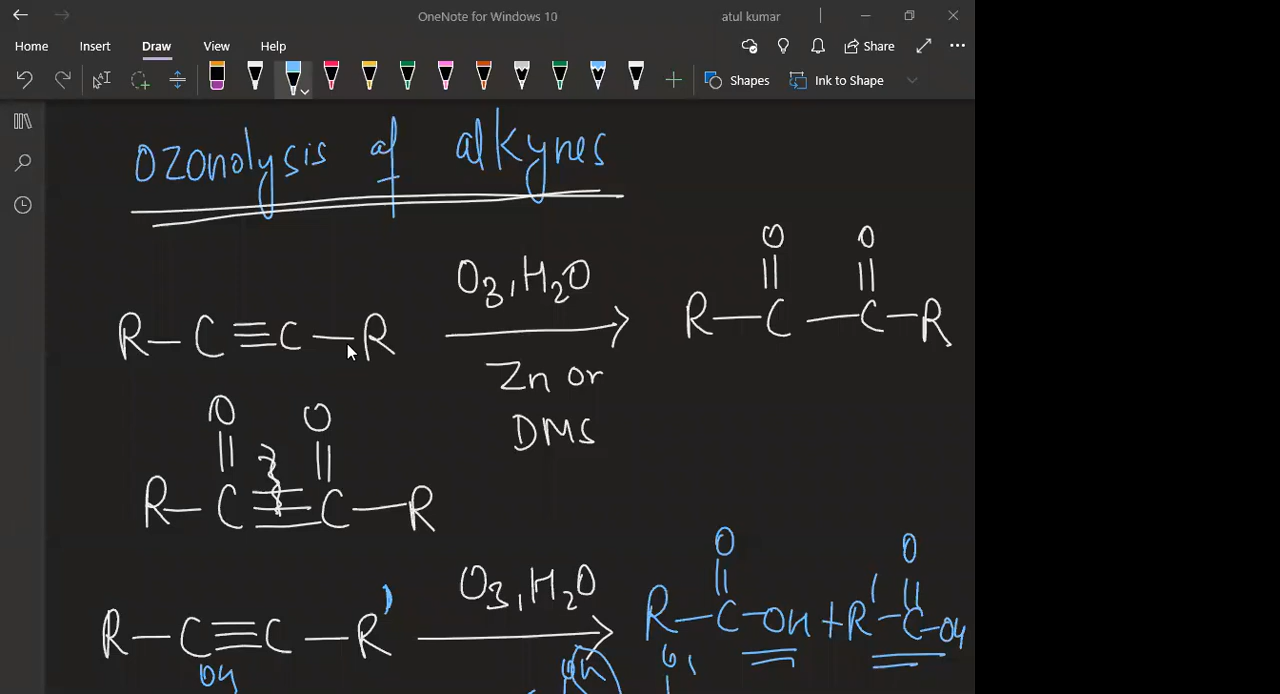 OneNote for Windows 10
atul kumar
Home Insert Draw View Help
Share
Shapes
Ink to Shape
Ozonolysis of alkynes
O O
O3, H2O
R — C ≡ C — R
R — C — C — R
Zn or
DMS
O O
R — C ≡ C — R
O O
O3, H2O
R — C ≡ C — R'
R — C — OH + R' — C — OH
OH